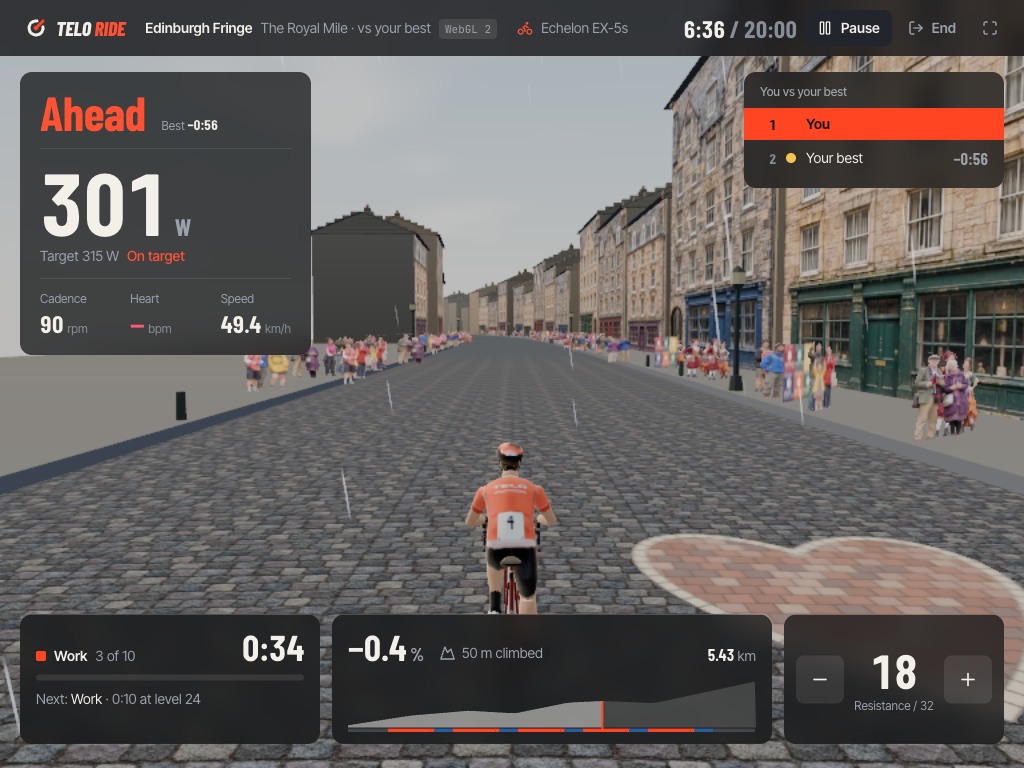 TELO RIDE Edinburgh Fringe The Royal Mile · vs your best WebGL 2 Echelon EX-5s 6:36 / 20:00 Pause End
Ahead Best −0:56
301 W
Target 315 W On target
Cadence Heart Speed
90 rpm – bpm 49.4 km/h
You vs your best
1 You
2 Your best −0:56
TELO
4
Work 3 of 10 0:34
Next: Work · 0:10 at level 24
−0.4 % 50 m climbed 5.43 km
− 18 +
Resistance / 32